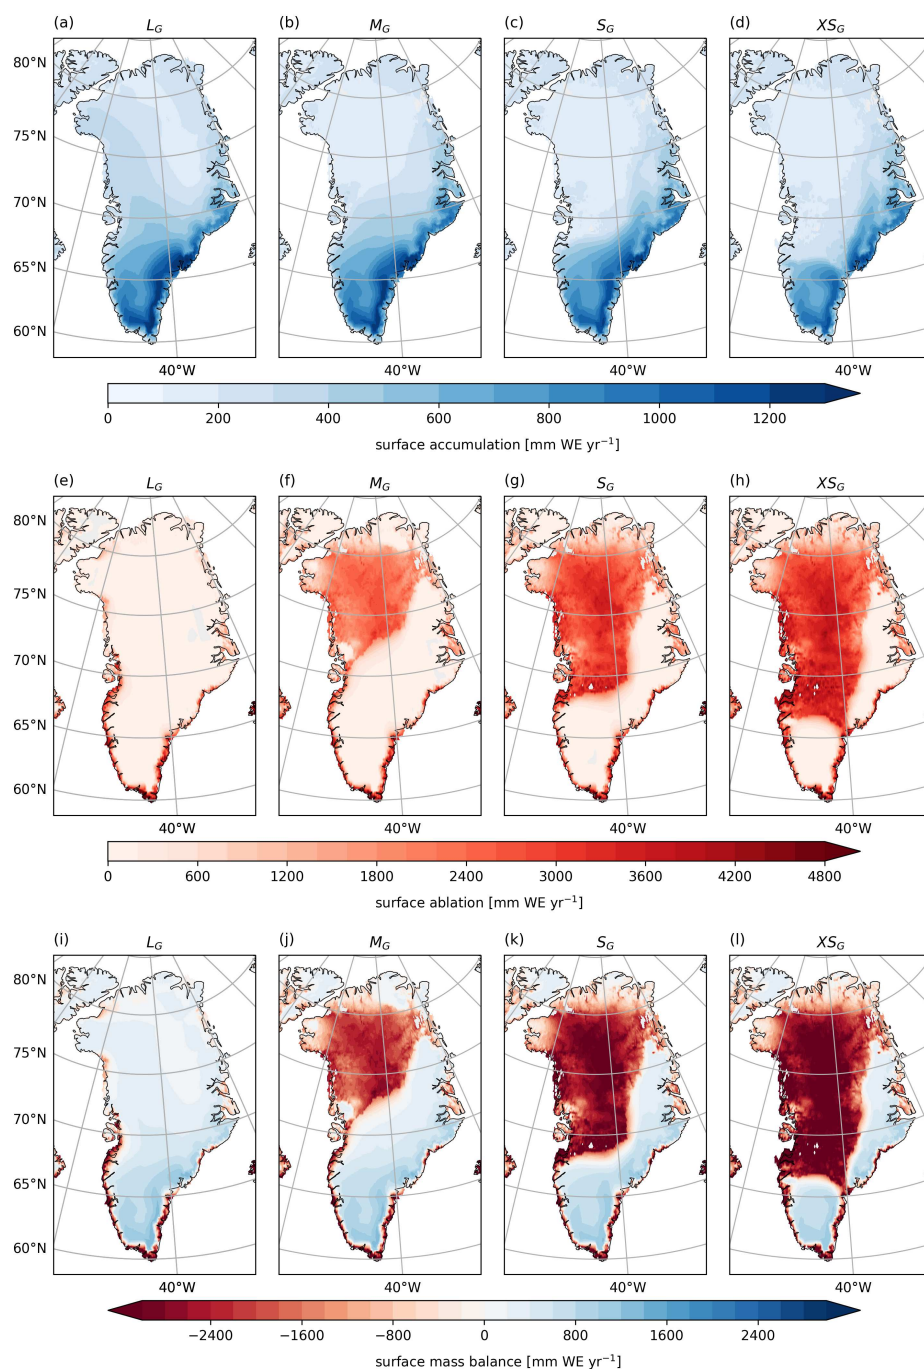 (a) L_G (b) M_G (c) S_G (d) XS_G
80°N
75°N
70°N
65°N
60°N
40°W 40°W 40°W 40°W
0 200 400 600 800 1000 1200
surface accumulation [mm WE yr⁻¹]
(e) L_G (f) M_G (g) S_G (h) XS_G
80°N
75°N
70°N
65°N
60°N
40°W 40°W 40°W 40°W
0 600 1200 1800 2400 3000 3600 4200 4800
surface ablation [mm WE yr⁻¹]
(i) L_G (j) M_G (k) S_G (l) XS_G
80°N
75°N
70°N
65°N
60°N
40°W 40°W 40°W 40°W
−2400 −1600 −800 0 800 1600 2400
surface mass balance [mm WE yr⁻¹]